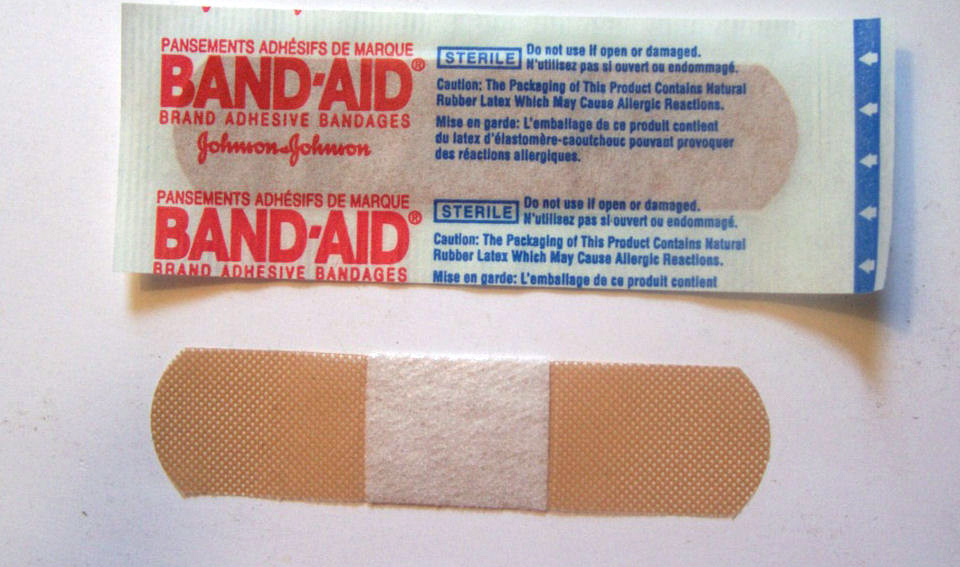 PANSEMENTS ADHÉSIFS DE MARQUE
BAND-AID®
BRAND ADHESIVE BANDAGES
Johnson & Johnson
STERILE
Do not use if open or damaged.
N'utilisez pas si ouvert ou endommagé.
Caution: The Packaging of This Product Contains Natural
Rubber Latex Which May Cause Allergic Reactions.
Mise en garde: L'emballage de ce produit contient
du latex d'élastomère-caoutchouc pouvant provoquer
des réactions allergiques.
PANSEMENTS ADHÉSIFS DE MARQUE
BAND-AID®
BRAND ADHESIVE BANDAGES
STERILE
Do not use if open or damaged.
N'utilisez pas si ouvert ou endommagé.
Caution: The Packaging of This Product Contains Natural
Rubber Latex Which May Cause Allergic Reactions.
Mise en garde: L'emballage de ce produit contient